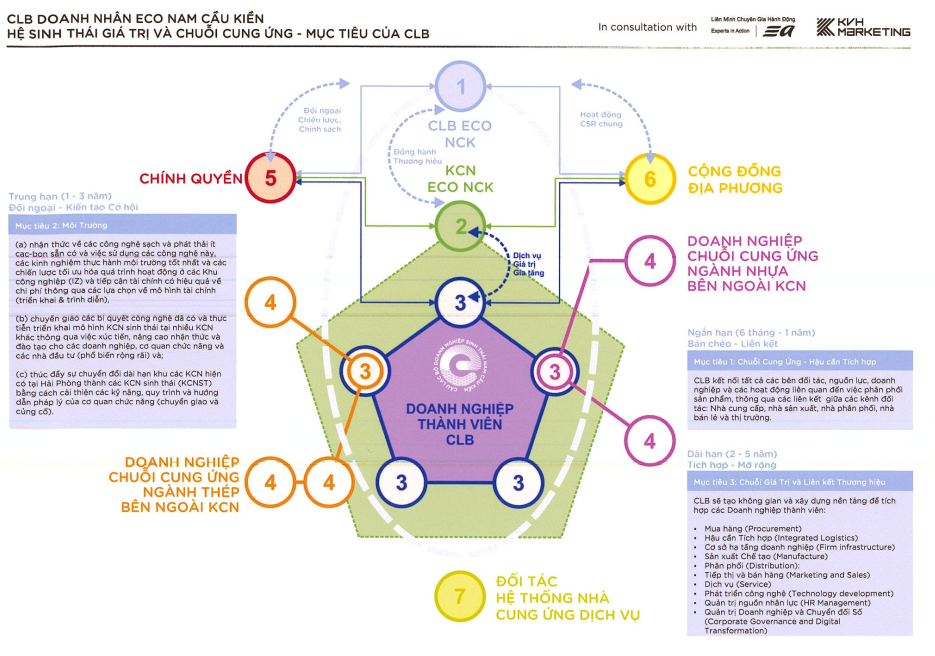 CLB DOANH NHÂN ECO NAM CẦU KIỀN
HỆ SINH THÁI GIÁ TRỊ VÀ CHUỖI CUNG ỨNG - MỤC TIÊU CỦA CLB
In consultation with
Liên Minh Chuyên Gia Hành Động
Experts in Action
KVH
MARKETING
1
CLB ECO
NCK
Đối ngoại
Chiến lược,
Chính sách
Hoạt động
CSR chung
Đồng hành
Thương hiệu
KCN
ECO NCK
2
CHÍNH QUYỀN
5
6
CỘNG ĐỒNG
ĐỊA PHƯƠNG
Trung hạn (1 - 3 năm)
Đối ngoại - Kiến tạo Cơ hội
Mục tiêu 2: Môi Trường
(a) nhận thức về các công nghệ sạch và phát thải ít
cac-bon sẵn có và việc sử dụng các công nghệ này,
các kinh nghiệm thực hành môi trường tốt nhất và các
chiến lược tối ưu hóa quá trình hoạt động ở các Khu
công nghiệp (IZ) và tiếp cận tài chính có hiệu quả về
chi phí thông qua các lựa chọn về mô hình tài chính
(triển khai & trình diễn),
(b) chuyển giao các bí quyết công nghệ đã có và thực
tiễn triển khai mô hình KCN sinh thái tại nhiều KCN
khác thông qua việc xúc tiến, nâng cao nhận thức và
đào tạo cho các doanh nghiệp, cơ quan chức năng và
các nhà đầu tư (phổ biến rộng rãi) và;
(c) thúc đẩy sự chuyển đổi dài hạn các KCN hiện
có tại Hải Phòng thành các KCN sinh thái (KCNST)
bằng cách cải thiện các kỹ năng, quy trình và hướng
dẫn pháp lý của cơ quan chức năng (chuyển giao và
củng cố).
Dịch vụ
Giá trị
Gia tăng
3
4
3
3
CÂU LẠC BỘ DOANH NGHIỆP SINH THÁI NAM CẦU KIỀN
DOANH NGHIỆP
THÀNH VIÊN
CLB
3
3
4
DOANH NGHIỆP
CHUỖI CUNG ỨNG
NGÀNH NHỰA
BÊN NGOÀI KCN
4
DOANH NGHIỆP
CHUỖI CUNG ỨNG
NGÀNH THÉP
BÊN NGOÀI KCN
4
4
Ngắn hạn (6 tháng - 1 năm)
Bán chéo - Liên kết
Mục tiêu 1: Chuỗi Cung Ứng - Hậu cần Tích hợp
CLB kết nối tất cả các bên đối tác, nguồn lực, doanh
nghiệp và các hoạt động liên quan đến việc phân phối
sản phẩm, thông qua các liên kết giữa các kênh đối
tác: Nhà cung cấp, nhà sản xuất, nhà phân phối, nhà
bán lẻ và thị trường.
Dài hạn (2 - 5 năm)
Tích hợp - Mở rộng
Mục tiêu 3: Chuỗi Giá Trị và Liên kết Thương hiệu
CLB sẽ tạo không gian và xây dựng nền tảng để tích
hợp các Doanh nghiệp thành viên:
• Mua hàng (Procurement)
• Hậu cần Tích hợp (Integrated Logistics)
• Cơ sở hạ tầng doanh nghiệp (Firm infrastructure)
• Sản xuất Chế tạo (Manufacture)
• Phân phối (Distribution):
• Tiếp thị và bán hàng (Marketing and Sales)
• Dịch vụ (Service)
• Phát triển công nghệ (Technology development)
• Quản trị nguồn nhân lực (HR Management)
• Quản trị Doanh nghiệp và Chuyển đổi Số
(Corporate Governance and Digital
Transformation)
7
ĐỐI TÁC
HỆ THỐNG NHÀ
CUNG ỨNG DỊCH VỤ